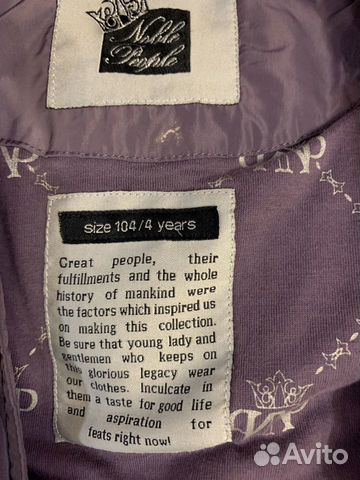 Noble
People
size 104/4 years
Great people, their
fulfillments and the whole
history of mankind were
the factors which inspired us
on making this collection.
Be sure that young lady and
gentlemen who keeps on
this glorious legacy wear
our clothes. Inculcate in
them a taste for good life
and aspiration for
feats right now!
Avito